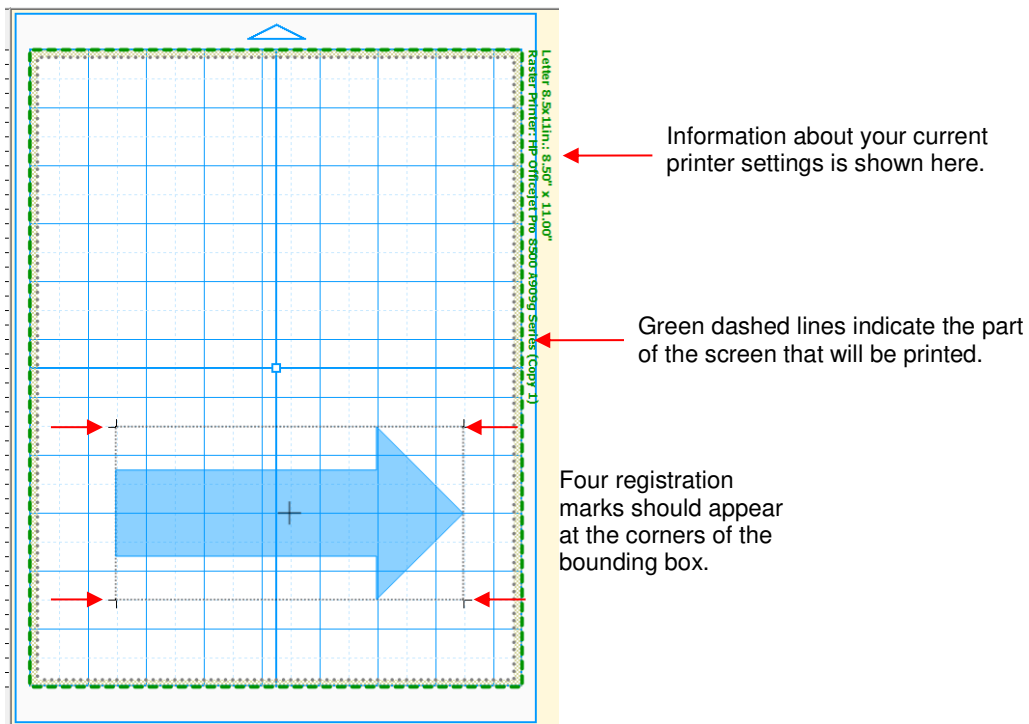 Letter 8.5x11in.: 8.50" x 11.00"
Raster Printer: HP Officejet Pro 8500 A909g Series (Copy 1)
Information about your current
printer settings is shown here.
Green dashed lines indicate the part
of the screen that will be printed.
Four registration
marks should appear
at the corners of the
bounding box.